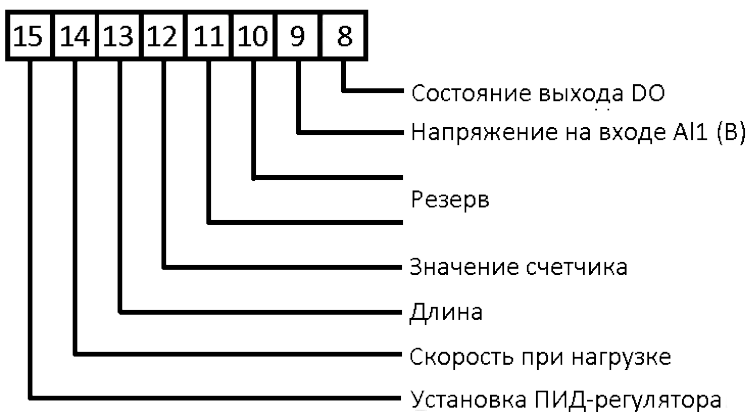 15 14 13 12 11 10 9 8
Состояние выхода DO
Напряжение на входе AI1 (В)
Резерв
Значение счетчика
Длина
Скорость при нагрузке
Установка ПИД-регулятора